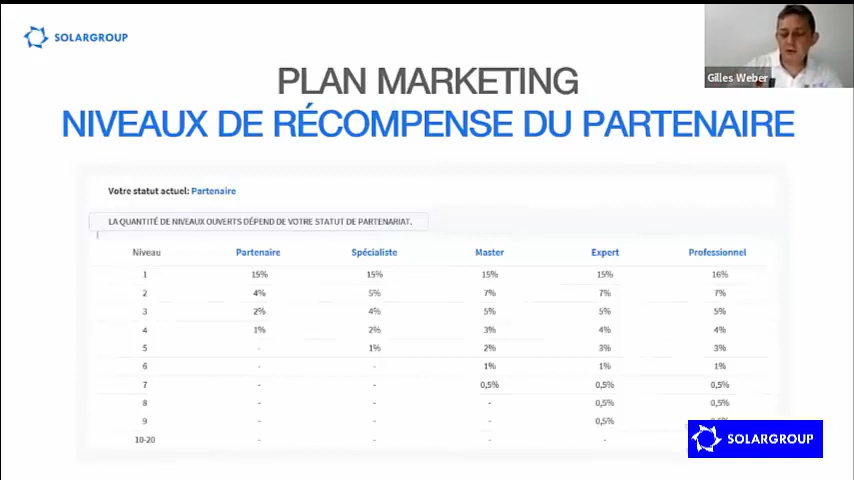 SOLARGROUP
Gilles Weber
PLAN MARKETING
NIVEAUX DE RÉCOMPENSE DU PARTENAIRE
Votre statut actuel: Partenaire
LA QUANTITÉ DE NIVEAUX OUVERTS DÉPEND DE VOTRE STATUT DE PARTENARIAT.
Niveau Partenaire Spécialiste Master Expert Professionnel
1 15% 15% 15% 15% 16%
2 4% 5% 7% 7% 7%
3 2% 4% 5% 5% 5%
4 1% 2% 3% 4% 4%
5 - 1% 2% 3% 3%
6 - - 1% 1% 1%
7 - - 0,5% 0,5% 0,5%
8 - - - 0,5% 0,5%
9 - - - 0,5%
10-20 - - - -
SOLARGROUP